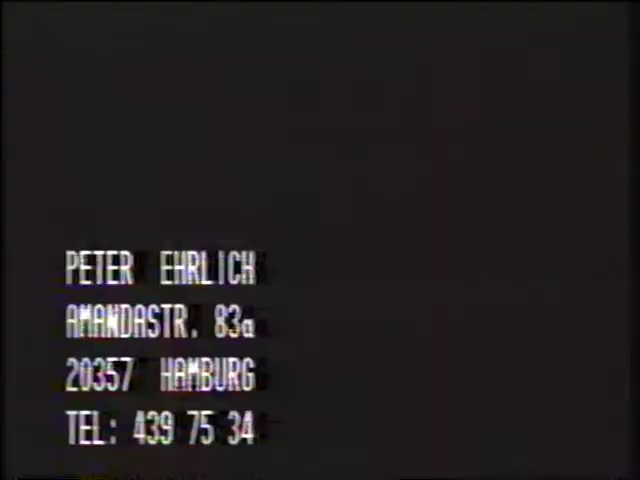 PETER EHRLICH
AMANDASTR. 83a
20357 HAMBURG
TEL: 439 75 34